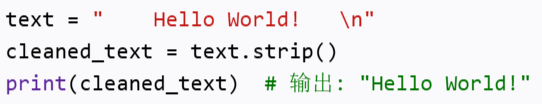 text = "   Hello World!   \n"
cleaned_text = text.strip()
print(cleaned_text)  # 输出: "Hello World!"